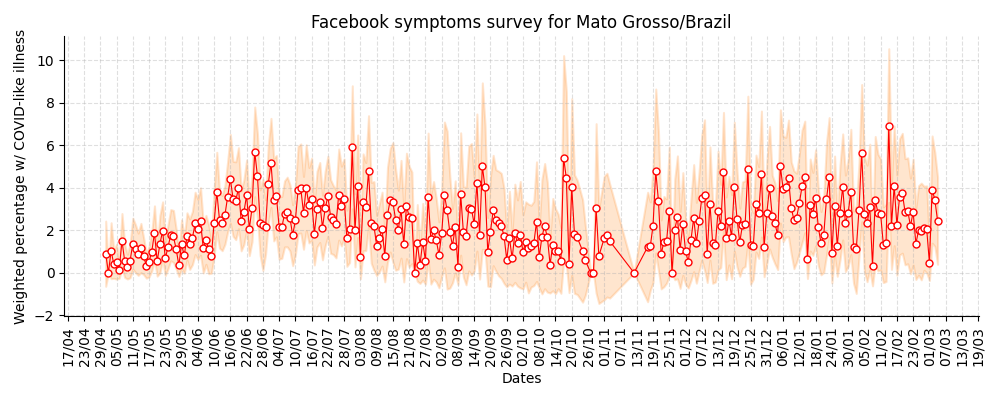 Facebook symptoms survey for Mato Grosso/Brazil
Weighted percentage w/ COVID-like illness
10
8
6
4
2
0
−2
17/04 23/04 29/04 05/05 11/05 17/05 23/05 29/05 04/06 10/06 16/06 22/06 28/06 04/07 10/07 16/07 22/07 28/07 03/08 09/08 15/08 21/08 27/08 02/09 08/09 14/09 20/09 26/09 02/10 08/10 14/10 20/10 26/10 01/11 07/11 13/11 19/11 25/11 01/12 07/12 13/12 19/12 25/12 31/12 06/01 12/01 18/01 24/01 30/01 05/02 11/02 17/02 23/02 01/03 07/03 13/03 19/03
Dates